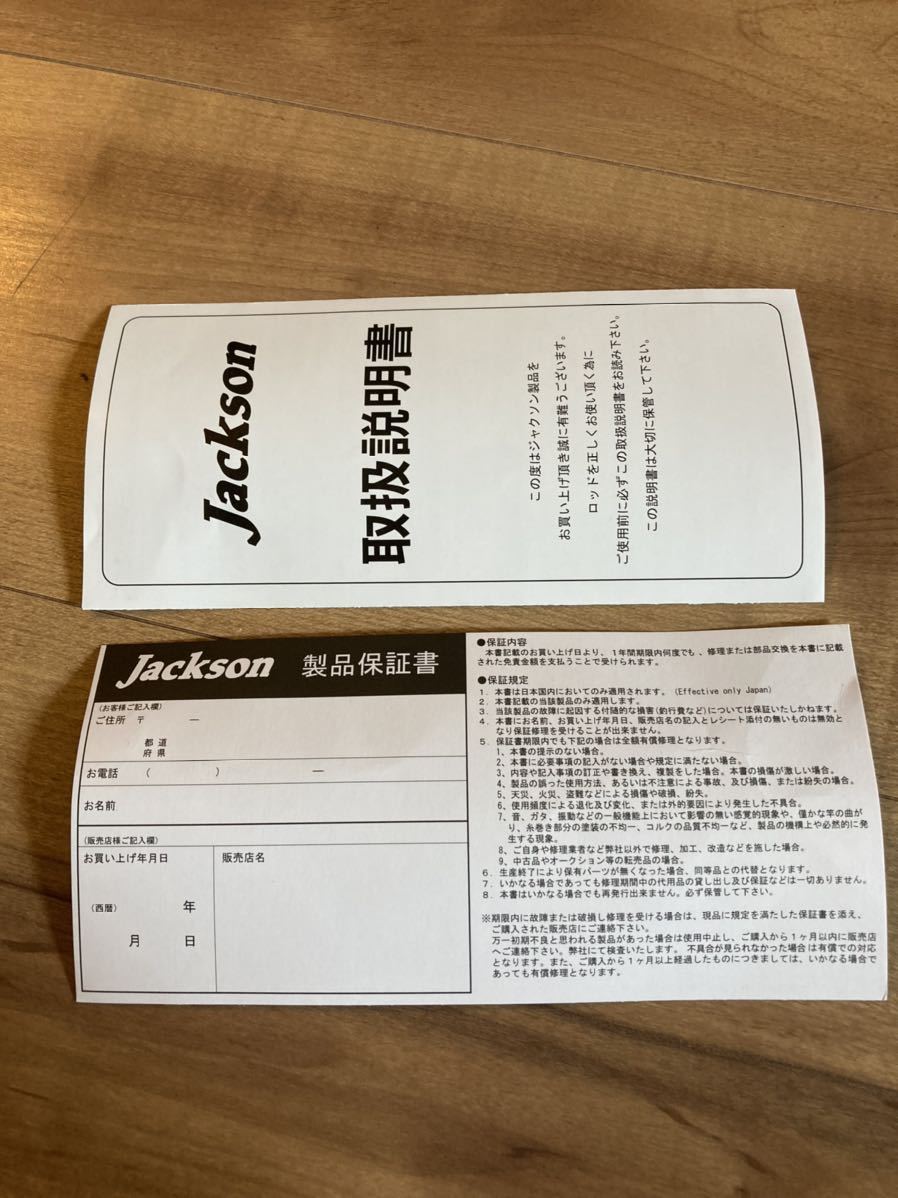 Jackson
取扱説明書
この度はジャクソン製品を
お買い上げ頂き誠に有難うございます。
ロッドを正しくお使い頂く為に
ご使用前に必ずこの取扱説明書をお読み下さい。
この説明書は大切に保管して下さい。
Jackson 製品保証書
(お客様ご記入欄)
ご住所 〒 ―
都 道
府 県
お電話 ( ) ―
お名前
(販売店様ご記入欄)
お買い上げ年月日
販売店名
(西暦) 年
月 日
●保証内容
本書記載のお買い上げ日より、1年間期限内何度でも、修理または部品交換を本書に記載
された免責金額を支払うことで受けられます。
●保証規定
1. 本書は日本国内においてのみ適用されます。(Effective only Japan)
2. 本書記載の当該製品のみ適用します。
3. 当該製品の故障に起因する付随的な損害(釣行費など)については保証いたしかねます。
4. 本書にお名前、お買い上げ年月日、販売店名の記入とレシート添付の無いものは無効と
なり保証修理を受けることが出来ません。
5. 保証書期限内でも下記の場合は全額有償修理となります。
1、本書の提示のない場合。
2、本書に必要事項の記入がない場合や規定に満たない場合。
3、内容や記入事項の訂正や書き換え、複製をした場合。本書の損傷が激しい場合。
4、製品の誤った使用方法、あるいは不注意による事故、及び損傷、または紛失の場合。
5、天災、火災、盗難などによる損傷や破損、紛失。
6、使用頻度による退化及び変化、または外的要因により発生した不具合。
7、音、ガタ、振動などの一般機能上において影響の無い感覚的現象や、僅かな竿の曲が
り、糸巻き部分の塗装の不均一、コルクの品質不均一など、製品の機構上や必然的に発
生する現象。
8、ご自身や修理業者など弊社以外で修理、加工、改造などを施した場合。
9、中古品やオークション等の転売品の場合。
6. 生産終了により保有パーツが無くなった場合、同等品との代替となります。
7. いかなる場合であっても修理期間中の代用品の貸し出し及び保証などは一切ありません。
8. 本書はいかなる場合でも再発行出来ません。必ず保管して下さい。
※期限内に故障または破損し修理を受ける場合は、現品に規定を満たした保証書を添え、
ご購入された販売店にご連絡下さい。
万一初期不良と思われる製品があった場合は使用中止し、ご購入から1ヶ月以内に販売店
へご連絡下さい。弊社にて検査いたします。 不具合が見られなかった場合は有償での対応
となります。また、ご購入から1ヶ月以上経過したものにつきましては、いかなる場合で
あっても有償修理となります。